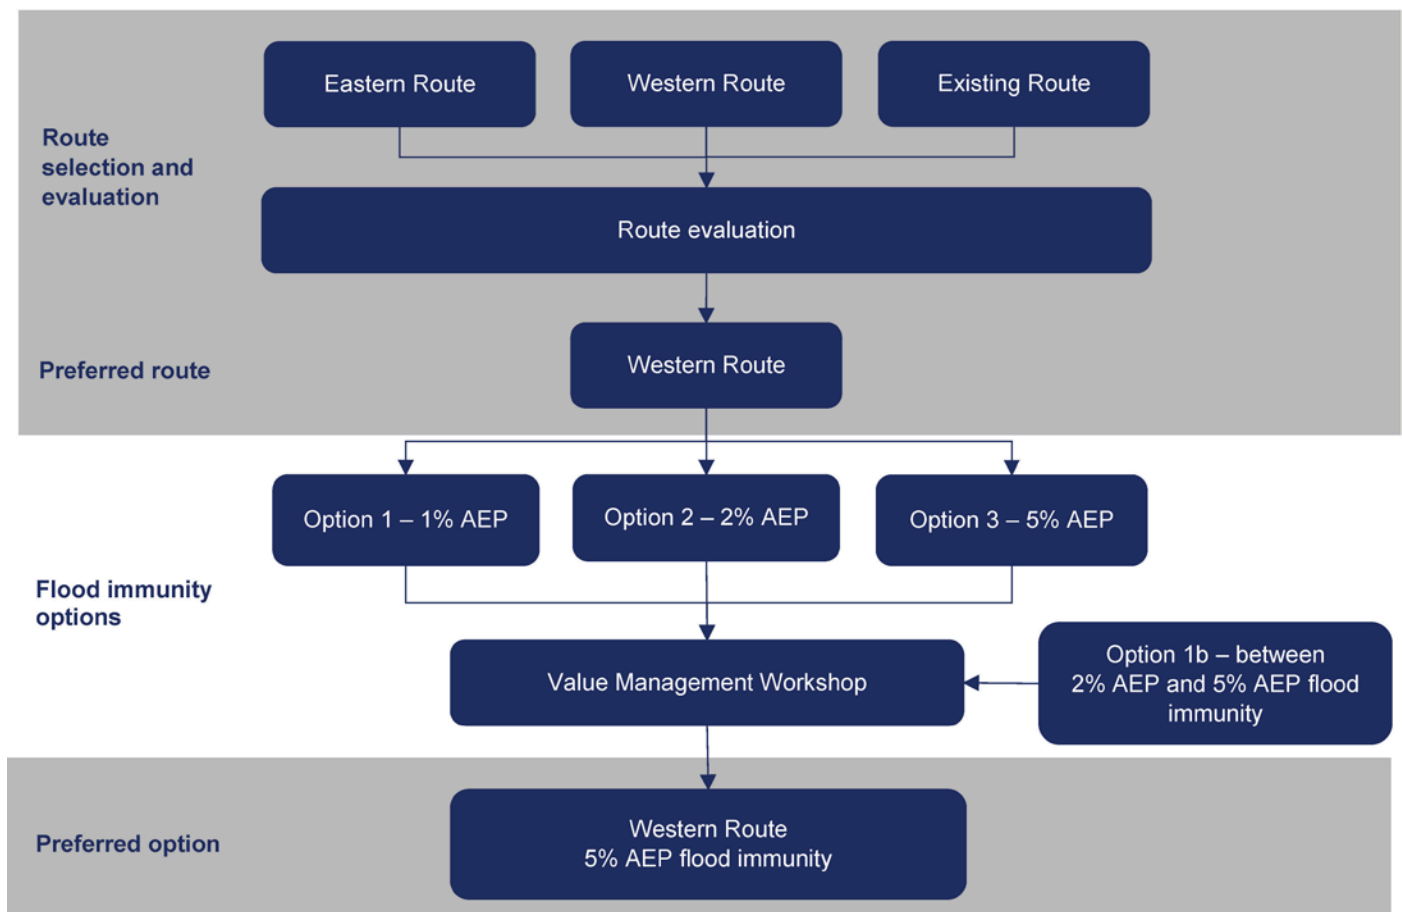 Eastern Route
Western Route
Existing Route
Route
selection and
evaluation
Route evaluation
Preferred route
Western Route
Option 1 – 1% AEP
Option 2 – 2% AEP
Option 3 – 5% AEP
Flood immunity
options
Value Management Workshop
Option 1b – between
2% AEP and 5% AEP flood
immunity
Preferred option
Western Route
5% AEP flood immunity